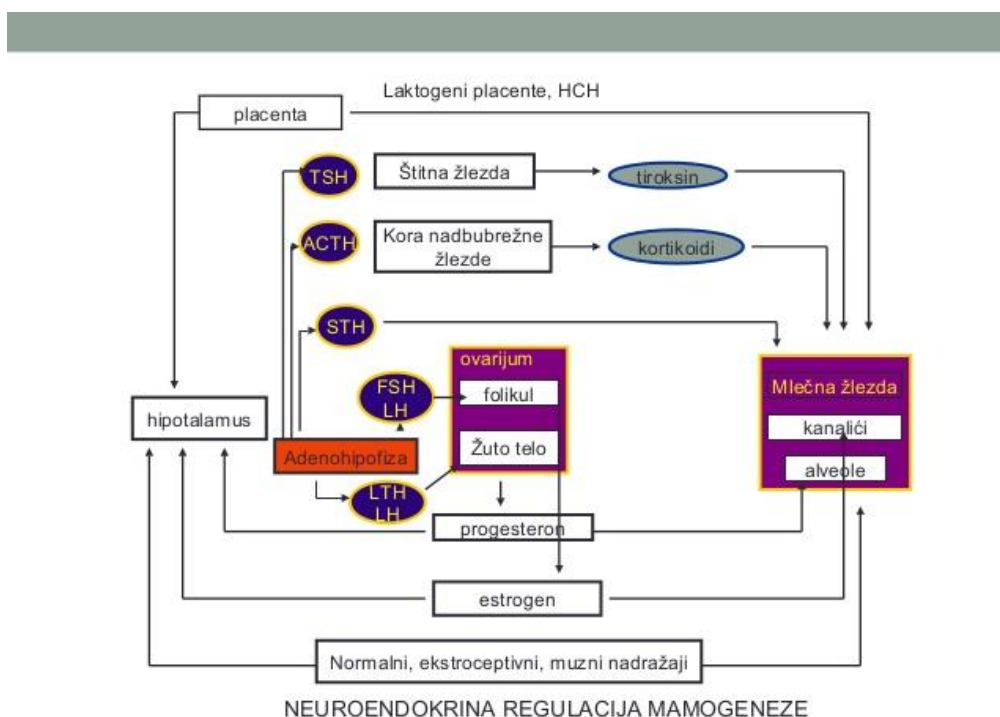 Laktogeni placente, HCH
placenta
TSH
Štitna žlezda
tiroksin
ACTH
Kora nadbubrežne
žlezde
kortikoidi
STH
ovarijum
FSH
LH
folikul
Mlečna žlezda
hipotalamus
kanalići
Adenohipofiza
Žuto telo
alveole
LTH
LH
progesteron
estrogen
Normalni, ekstroceptivni, muzni nadražaji
NEUROENDOKRINA REGULACIJA MAMOGENEZE